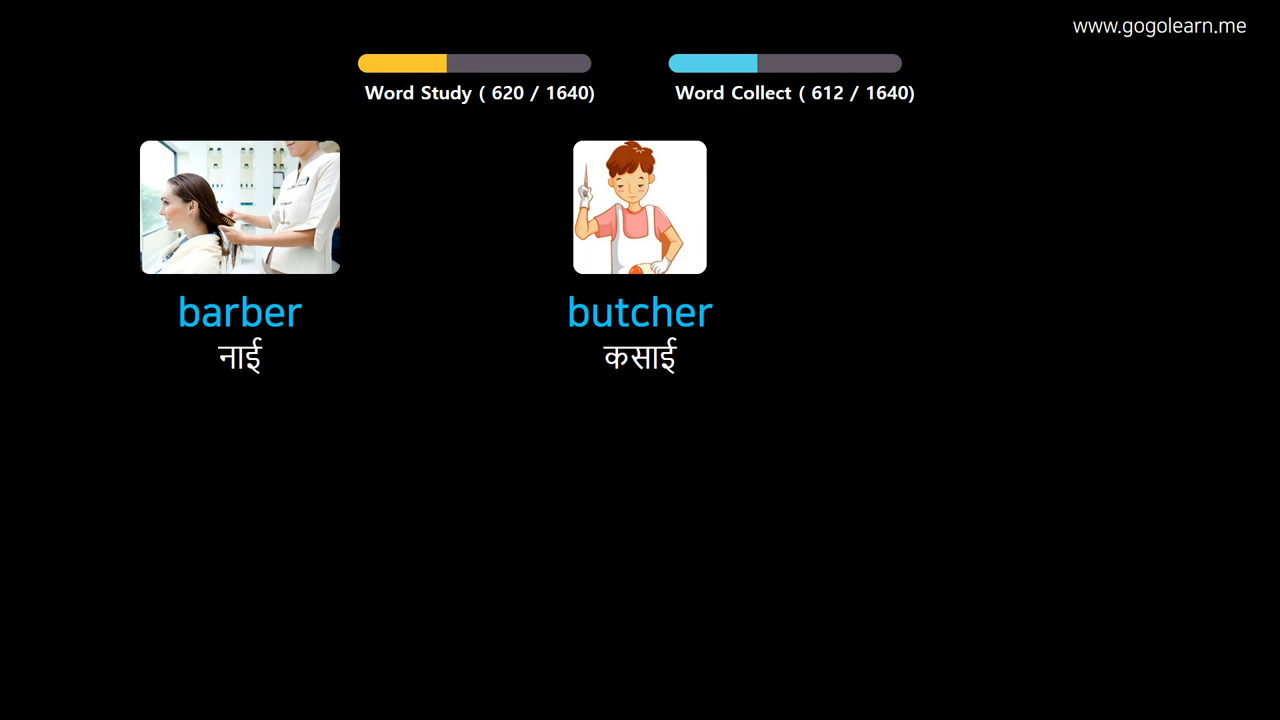 www.gogolearn.me
Word Study ( 620 / 1640)
Word Collect ( 612 / 1640)
barber
butcher
नाई
कसाई